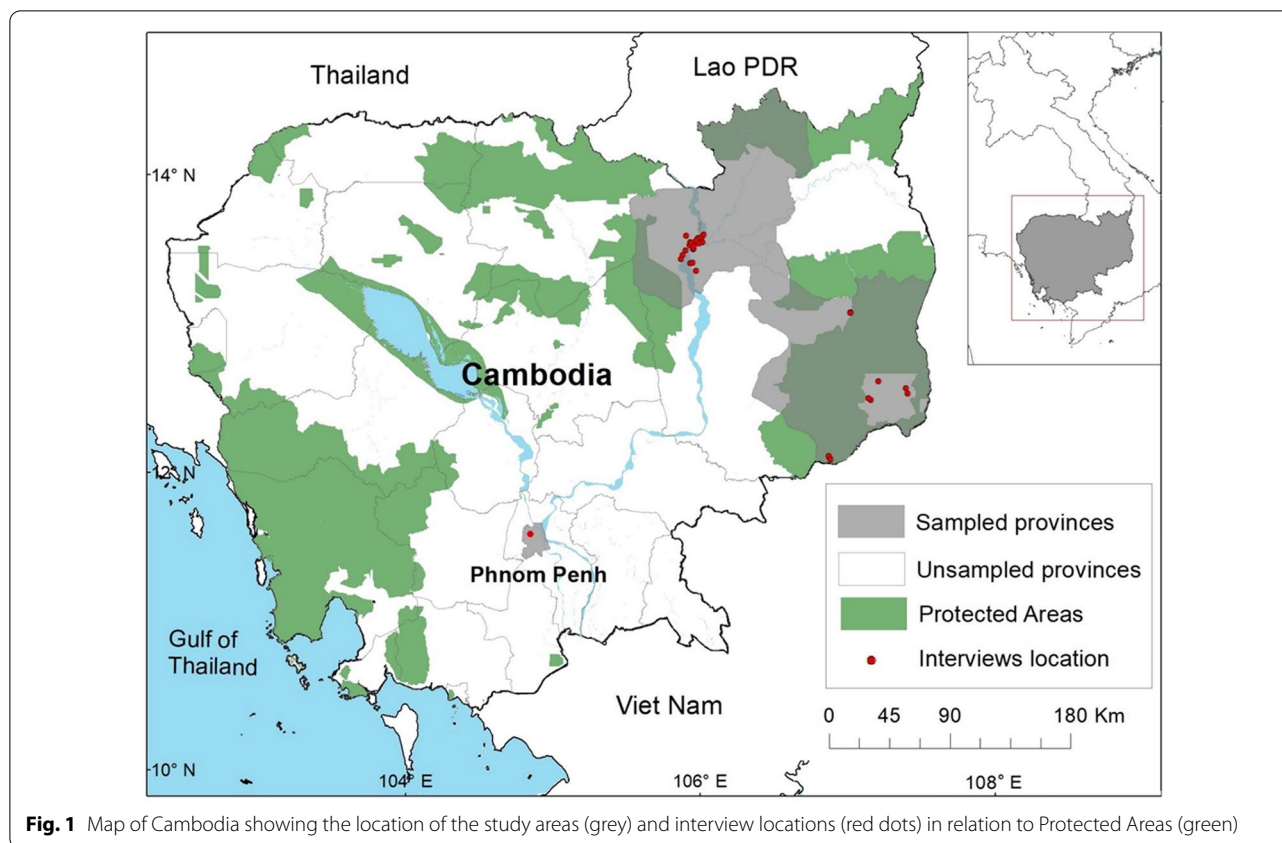 Thailand
Lao PDR
14° N
Cambodia
12° N
Phnom Penh
Gulf of
Thailand
Viet Nam
10° N
104° E
106° E
108° E
Sampled provinces
Unsampled provinces
Protected Areas
Interviews location
0 45 90 180 Km
Fig. 1 Map of Cambodia showing the location of the study areas (grey) and interview locations (red dots) in relation to Protected Areas (green)